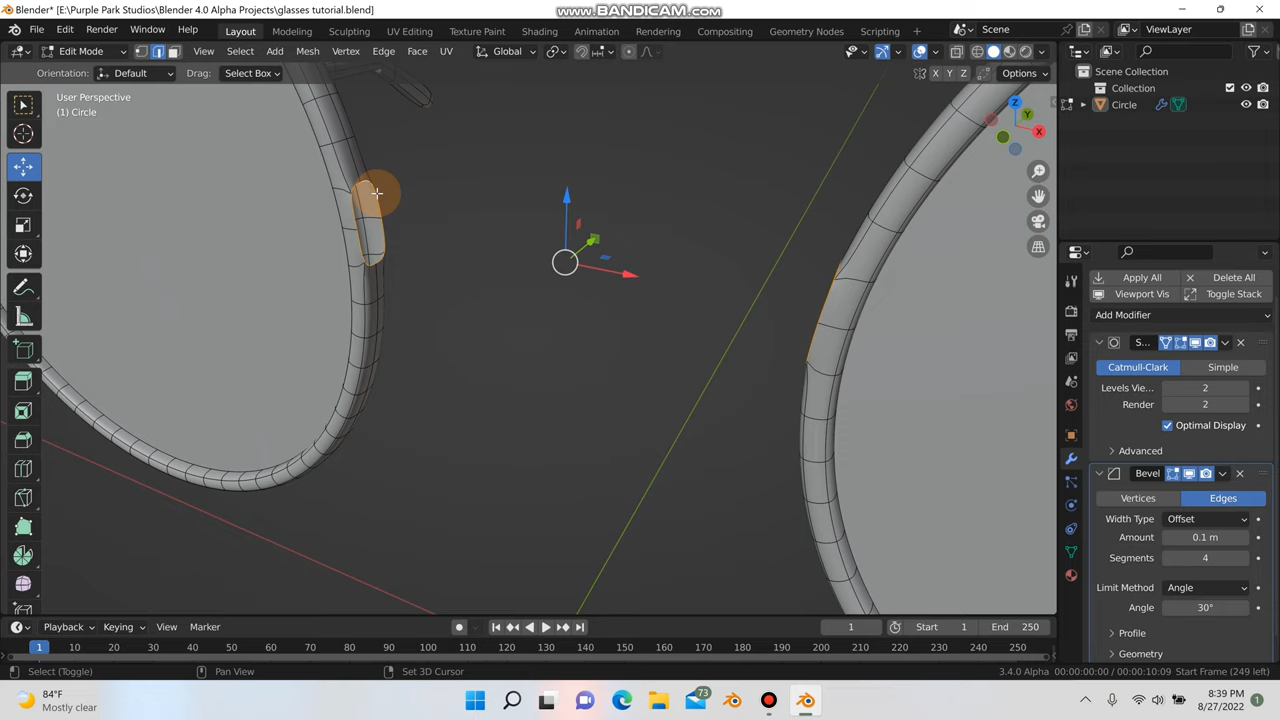 Blender* [E:\Purple Park Studios\Blender 4.0 Alpha Projects\glasses tutorial.blend]
www.BANDICAM.com
File Edit Render Window Help Layout Modeling Sculpting UV Editing Texture Paint Shading Animation Rendering Compositing Geometry Nodes Scripting Scene ViewLayer
Edit Mode View Select Add Mesh Vertex Edge Face UV Global
Orientation: Default Drag: Select Box X Y Z Options
User Perspective
(1) Circle
Z
Y
X
Scene Collection
Collection
Circle
Apply All Delete All
Viewport Vis Toggle Stack
Add Modifier
S...
Catmull-Clark Simple
Levels Vie... 2
Render 2
Optimal Display
Advanced
Bevel
Vertices Edges
Width Type Offset
Amount 0.1 m
Segments 4
Limit Method Angle
Angle 30°
Profile
Geometry
Playback Keying View Marker 1 Start 1 End 250
1 10 20 30 40 50 60 70 80 90 100 110 120 130 140 150 160 170 180 190 200 210 220 230 240 250
Select (Toggle) Pan View Set 3D Cursor 3.4.0 Alpha 00:00:00:00 / 00:00:10:09 Start Frame (249 left)
84°F
Mostly clear
73
8:39 PM
8/27/2022
1